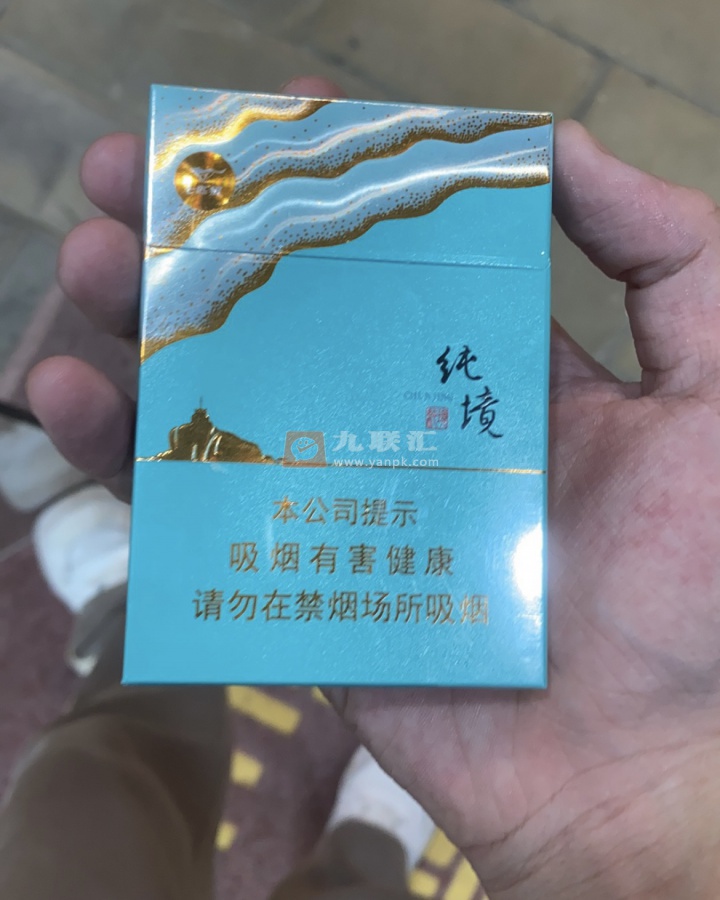 纯
境
CHUNJING
九联汇
www.yanpk.com
本公司提示
吸烟有害健康
请勿在禁烟场所吸烟